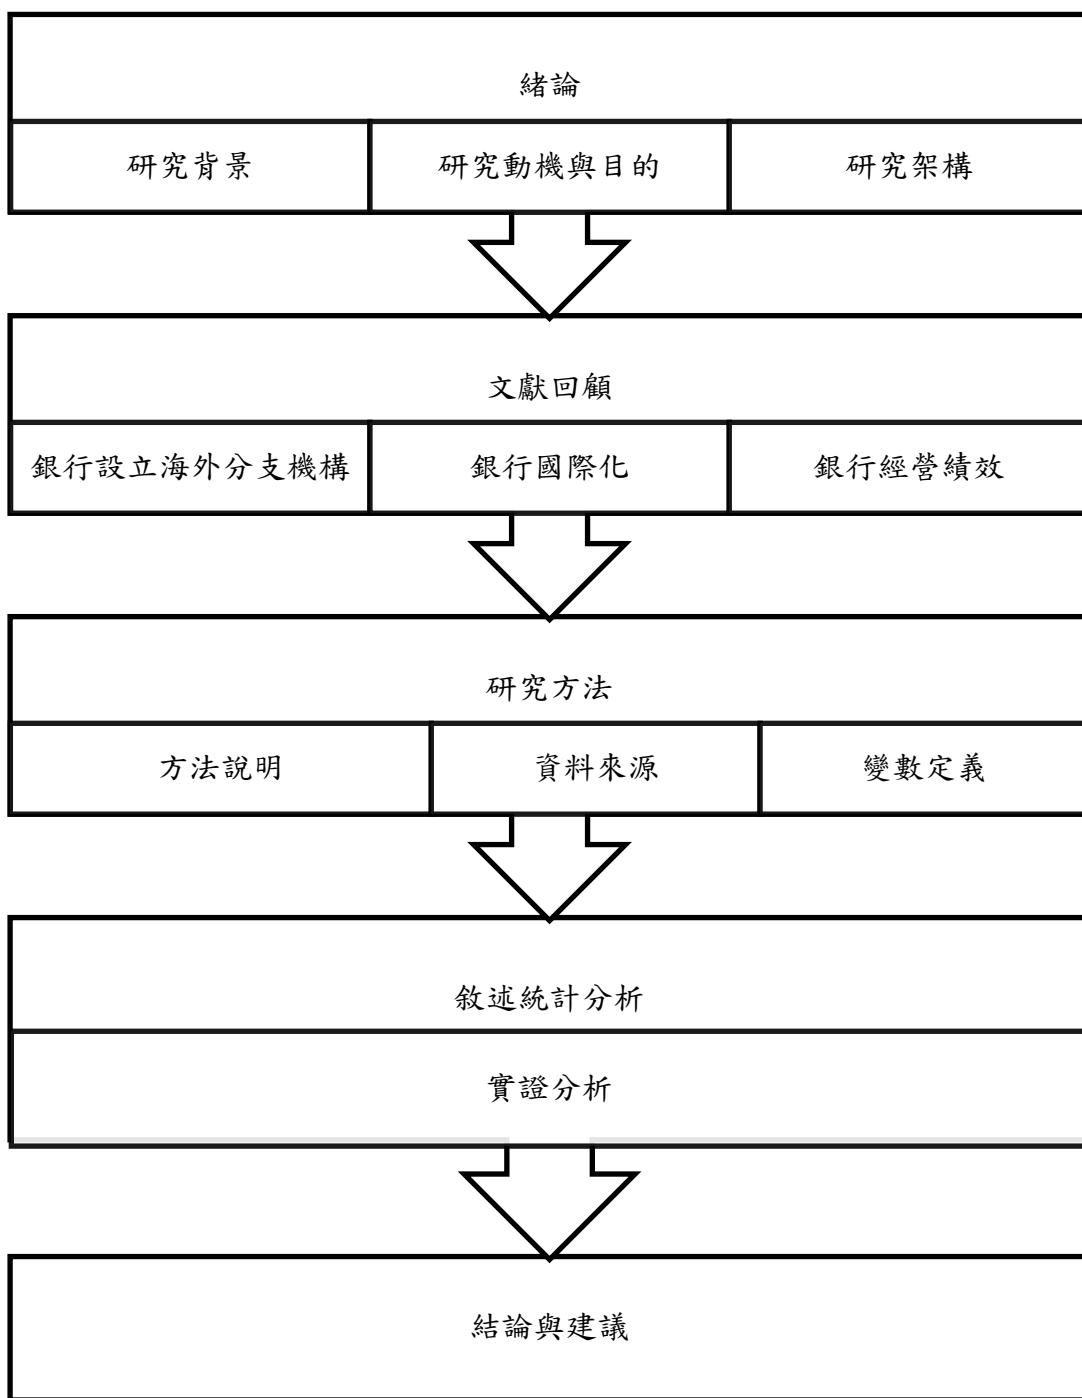 緒論
研究背景 研究動機與目的 研究架構
文獻回顧
銀行設立海外分支機構 銀行國際化 銀行經營績效
研究方法
方法說明 資料來源 變數定義
敘述統計分析
實證分析
結論與建議